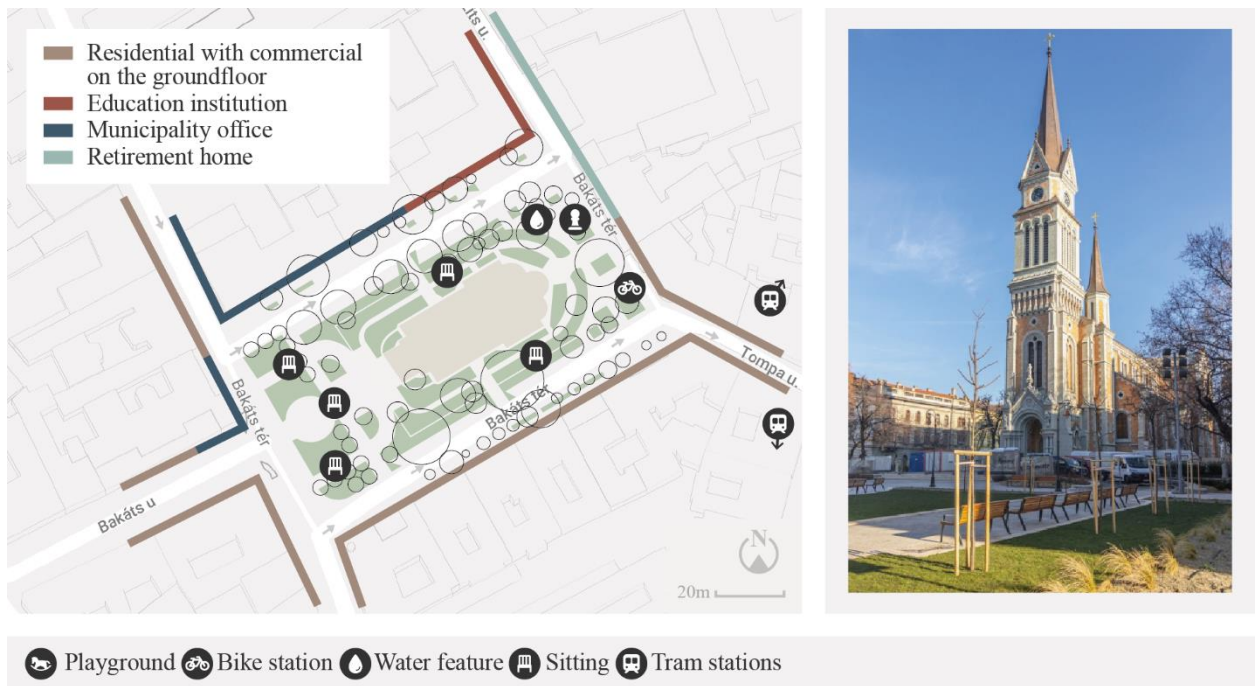 Residential with commercial
on the groundfloor
Education institution
Municipality office
Retirement home
uts u.
Bakáts tér
Bakáts tér
Bakáts tér
Tompa u.
Bakáts u
N
20m
Playground Bike station Water feature Sitting Tram stations